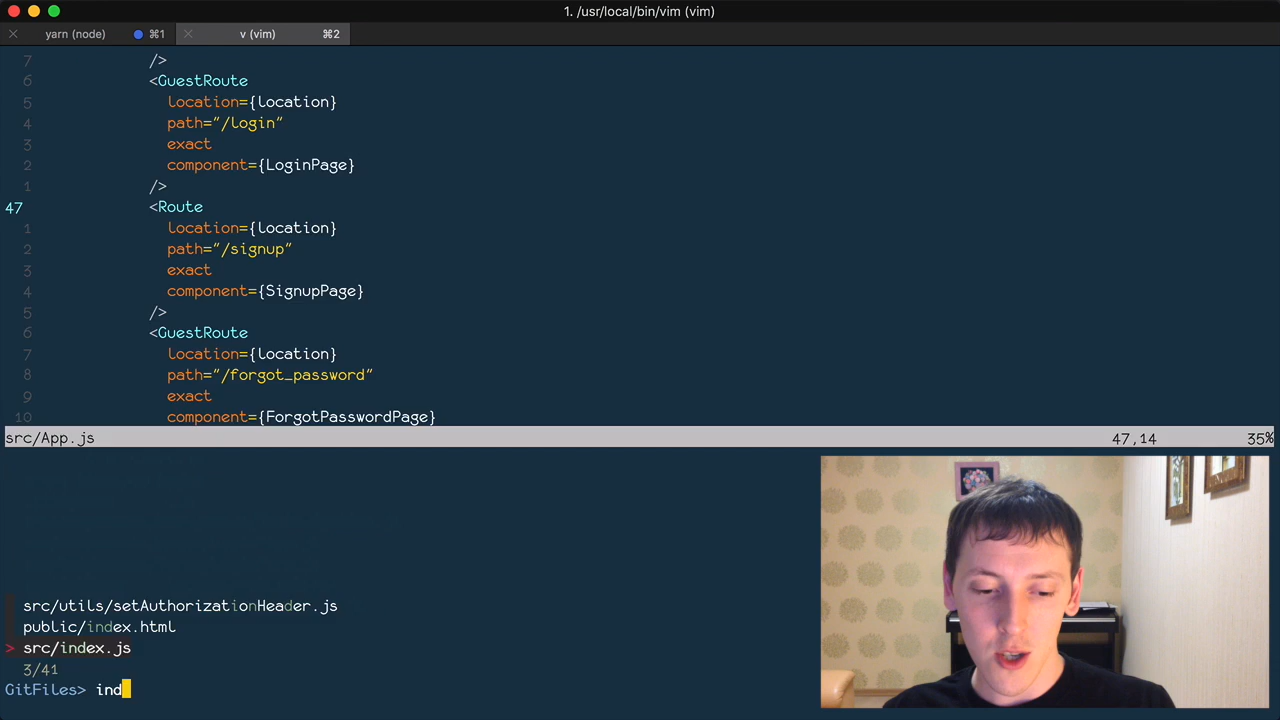 1. /usr/local/bin/vim (vim)
yarn (node) ⌘1 v (vim) ⌘2
7 />
6 <GuestRoute
5 location={location}
4 path="/login"
3 exact
2 component={LoginPage}
1 />
47 <Route
1 location={location}
2 path="/signup"
3 exact
4 component={SignupPage}
5 />
6 <GuestRoute
7 location={location}
8 path="/forgot_password"
9 exact
10 component={ForgotPasswordPage}
src/App.js 47,14 35%
src/utils/setAuthorizationHeader.js
public/index.html
> src/index.js
3/41
GitFiles> ind